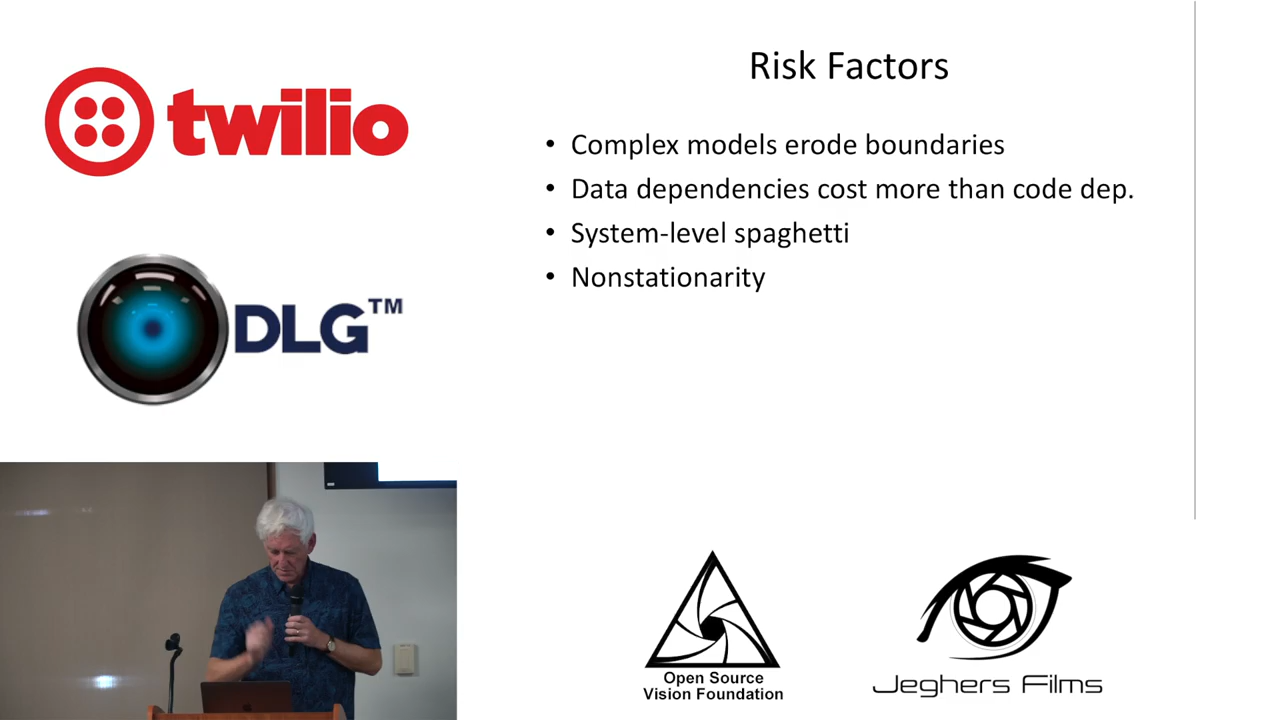 twilio
DLG™
Risk Factors
• Complex models erode boundaries
• Data dependencies cost more than code dep.
• System-level spaghetti
• Nonstationarity
Open Source
Vision Foundation
Jeghers Films